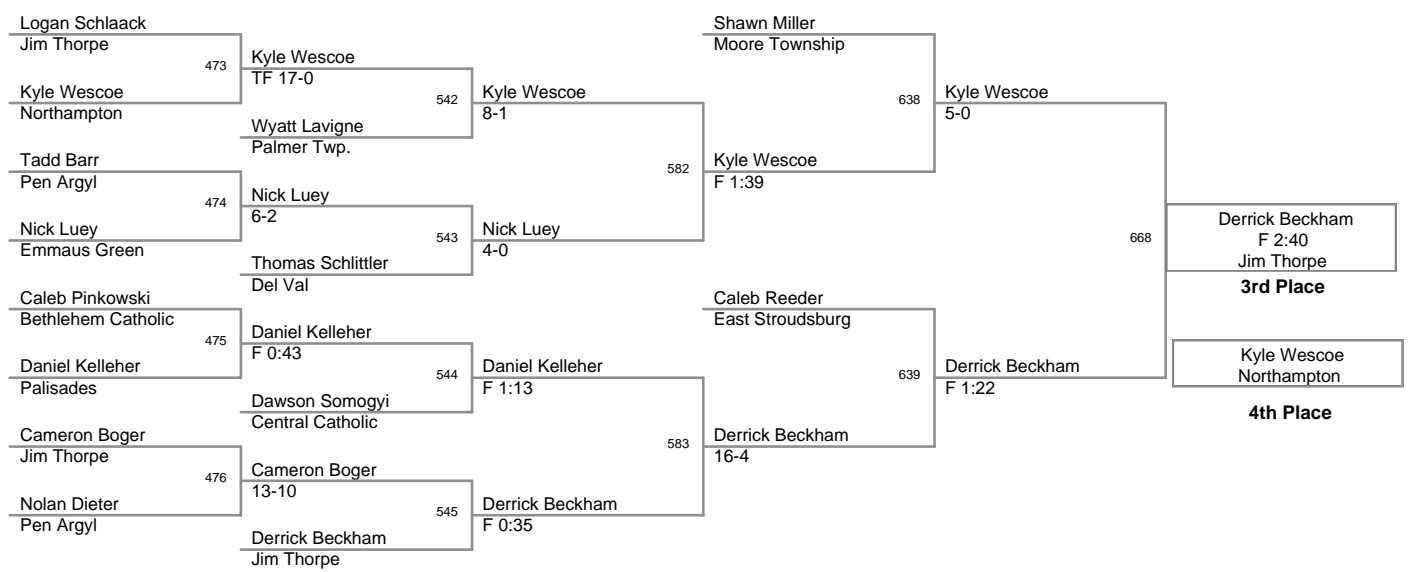 Logan Schlaack
Jim Thorpe
473
Kyle Wescoe
Northampton
Tadd Barr
Pen Argyl
474
Nick Luey
Emmaus Green
Caleb Pinkowski
Bethlehem Catholic
475
Daniel Kelleher
Palisades
Cameron Boger
Jim Thorpe
476
Nolan Dieter
Pen Argyl
Kyle Wescoe
TF 17-0
542
Wyatt Lavigne
Palmer Twp.
Nick Luey
6-2
543
Thomas Schlittler
Del Val
Daniel Kelleher
F 0:43
544
Dawson Somogyi
Central Catholic
Cameron Boger
13-10
545
Derrick Beckham
Jim Thorpe
Kyle Wescoe
8-1
582
Nick Luey
4-0
Daniel Kelleher
F 1:13
583
Derrick Beckham
F 0:35
Shawn Miller
Moore Township
638
Kyle Wescoe
F 1:39
Caleb Reeder
East Stroudsburg
639
Derrick Beckham
16-4
Kyle Wescoe
5-0
668
Derrick Beckham
F 1:22
Derrick Beckham
F 2:40
Jim Thorpe
3rd Place
Kyle Wescoe
Northampton
4th Place